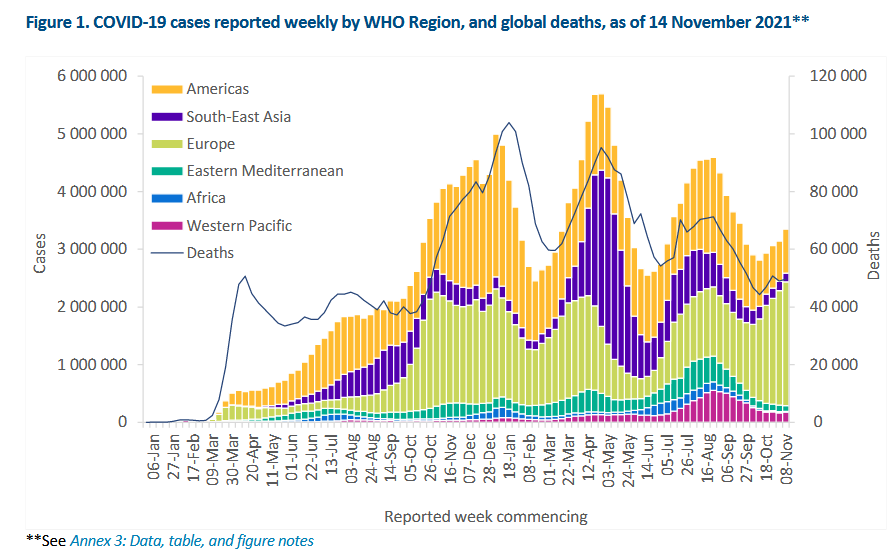 Figure 1. COVID-19 cases reported weekly by WHO Region, and global deaths, as of 14 November 2021**
6 000 000
5 000 000
4 000 000
3 000 000
2 000 000
1 000 000
0
Cases
Americas
South-East Asia
Europe
Eastern Mediterranean
Africa
Western Pacific
Deaths
120 000
100 000
80 000
60 000
40 000
20 000
0
Deaths
06-Jan
27-Jan
17-Feb
09-Mar
30-Mar
20-Apr
11-May
01-Jun
22-Jun
13-Jul
03-Aug
24-Aug
14-Sep
05-Oct
26-Oct
16-Nov
07-Dec
28-Dec
18-Jan
08-Feb
01-Mar
22-Mar
12-Apr
03-May
24-May
14-Jun
05-Jul
26-Jul
16-Aug
06-Sep
27-Sep
18-Oct
08-Nov
Reported week commencing
**See Annex 3: Data, table, and figure notes